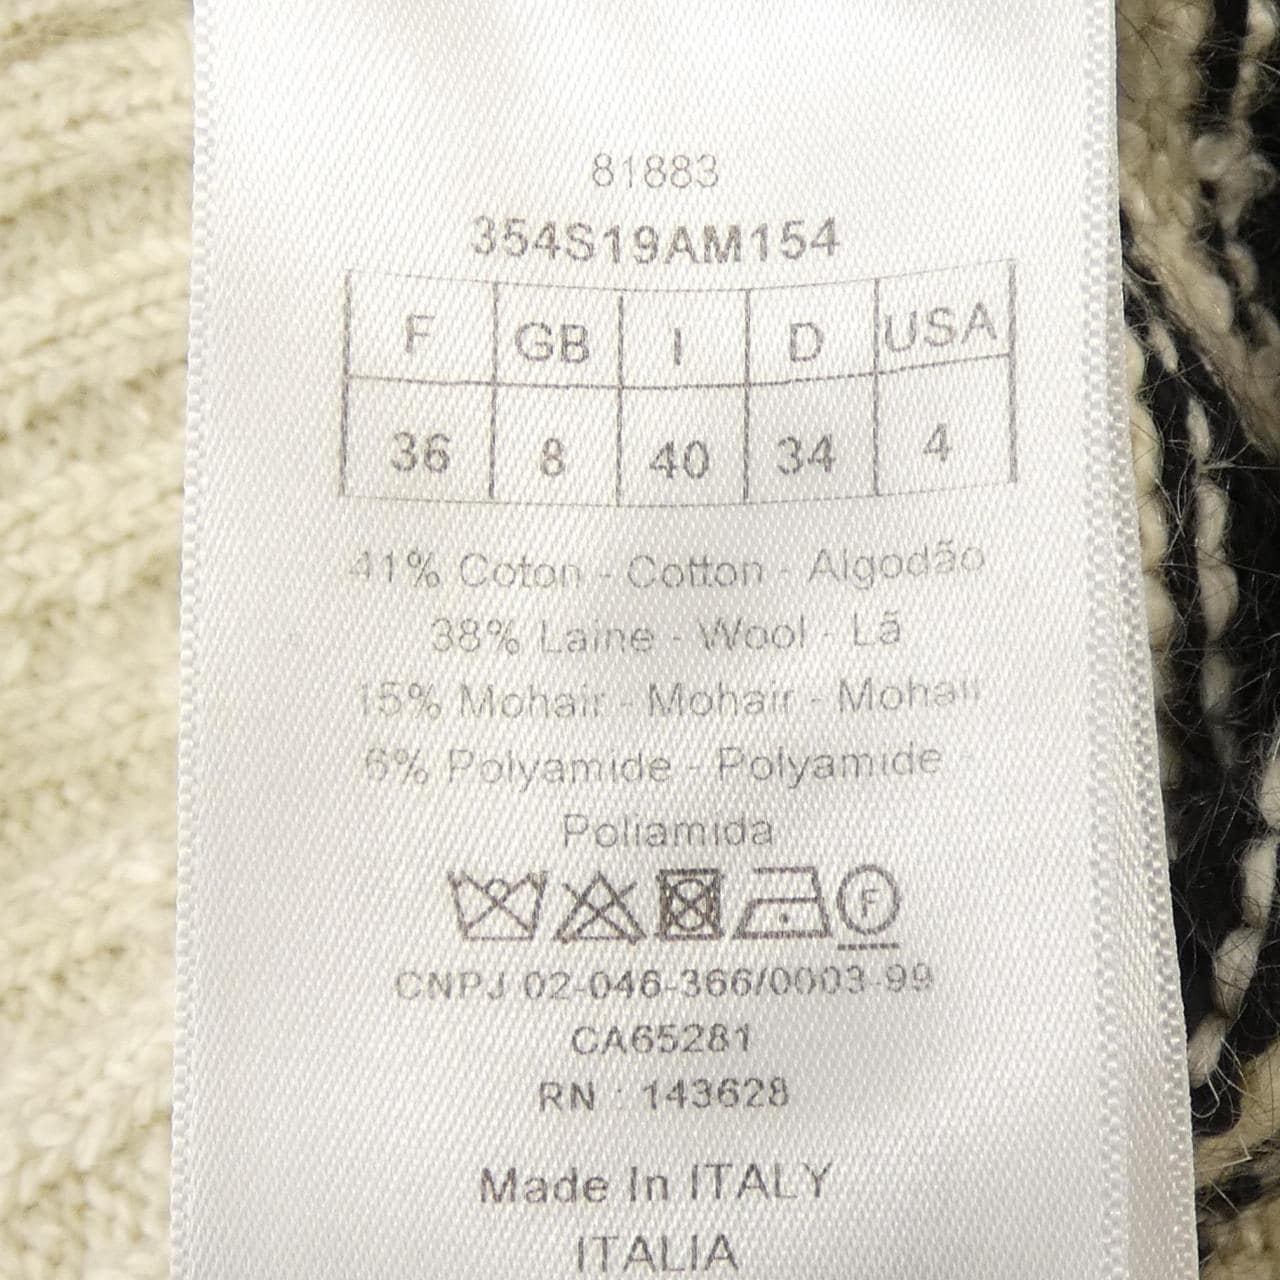 81883
354S19AM154
F GB I D USA
36 8 40 34 4
41% Coton - Cotton - Algodão
38% Laine - Wool - Lã
15% Mohair - Mohair - Mohair
6% Polyamide - Polyamide -
Poliamida
F
CNPJ 02-046-366/0003-99
CA65281
RN : 143628
Made In ITALY
ITALIA